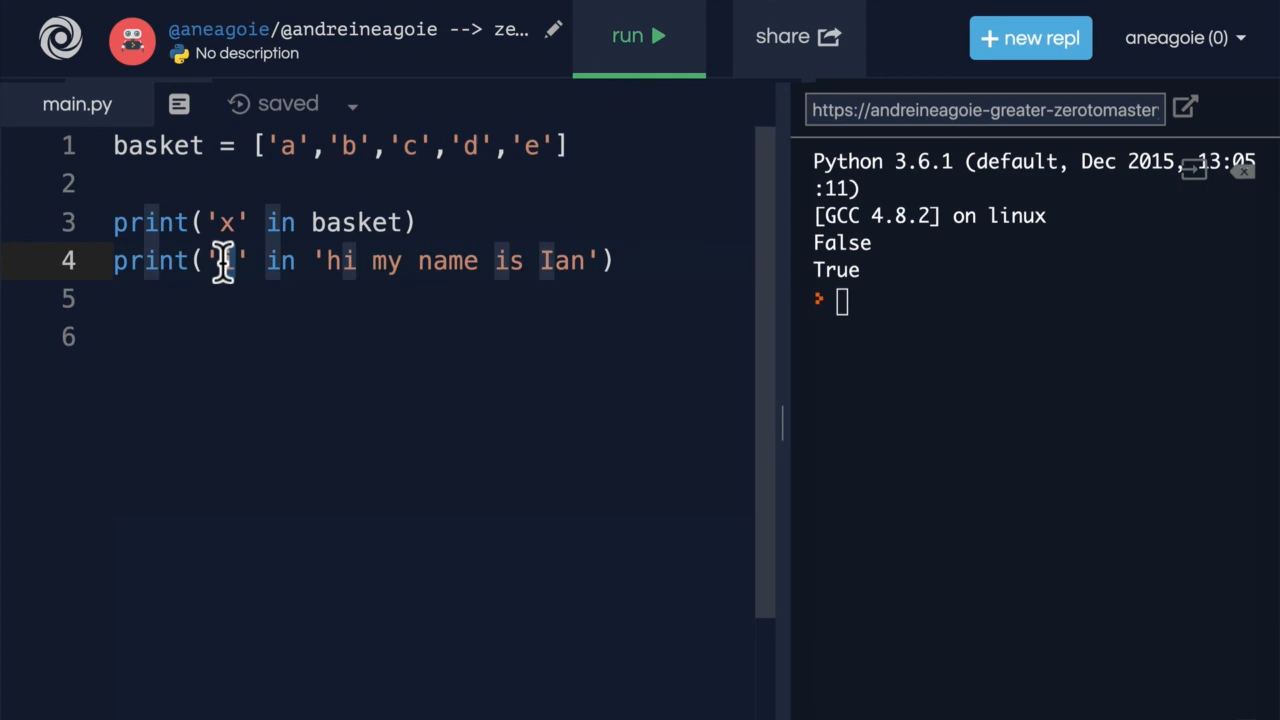 @aneagoie/@andreineagoie --> ze...
No description
run
share
+ new repl
aneagoie (0)
main.py
saved
https://andreineagoie-greater-zerotomaster
1 basket = ['a','b','c','d','e']
2
3 print('x' in basket)
4 print('i' in 'hi my name is Ian')
5
6
Python 3.6.1 (default, Dec 2015, 13:05
:11)
[GCC 4.8.2] on linux
False
True